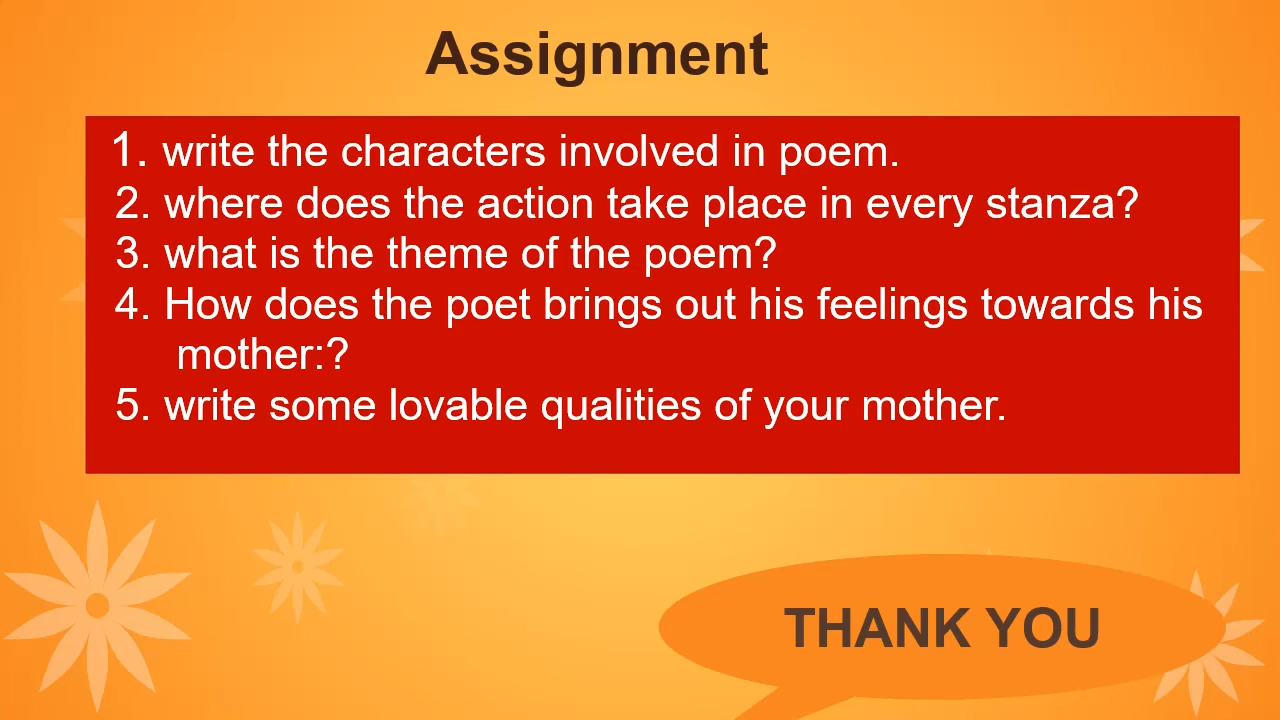 Assignment
1. write the characters involved in poem.
2. where does the action take place in every stanza?
3. what is the theme of the poem?
4. How does the poet brings out his feelings towards his
mother:?
5. write some lovable qualities of your mother.
THANK YOU